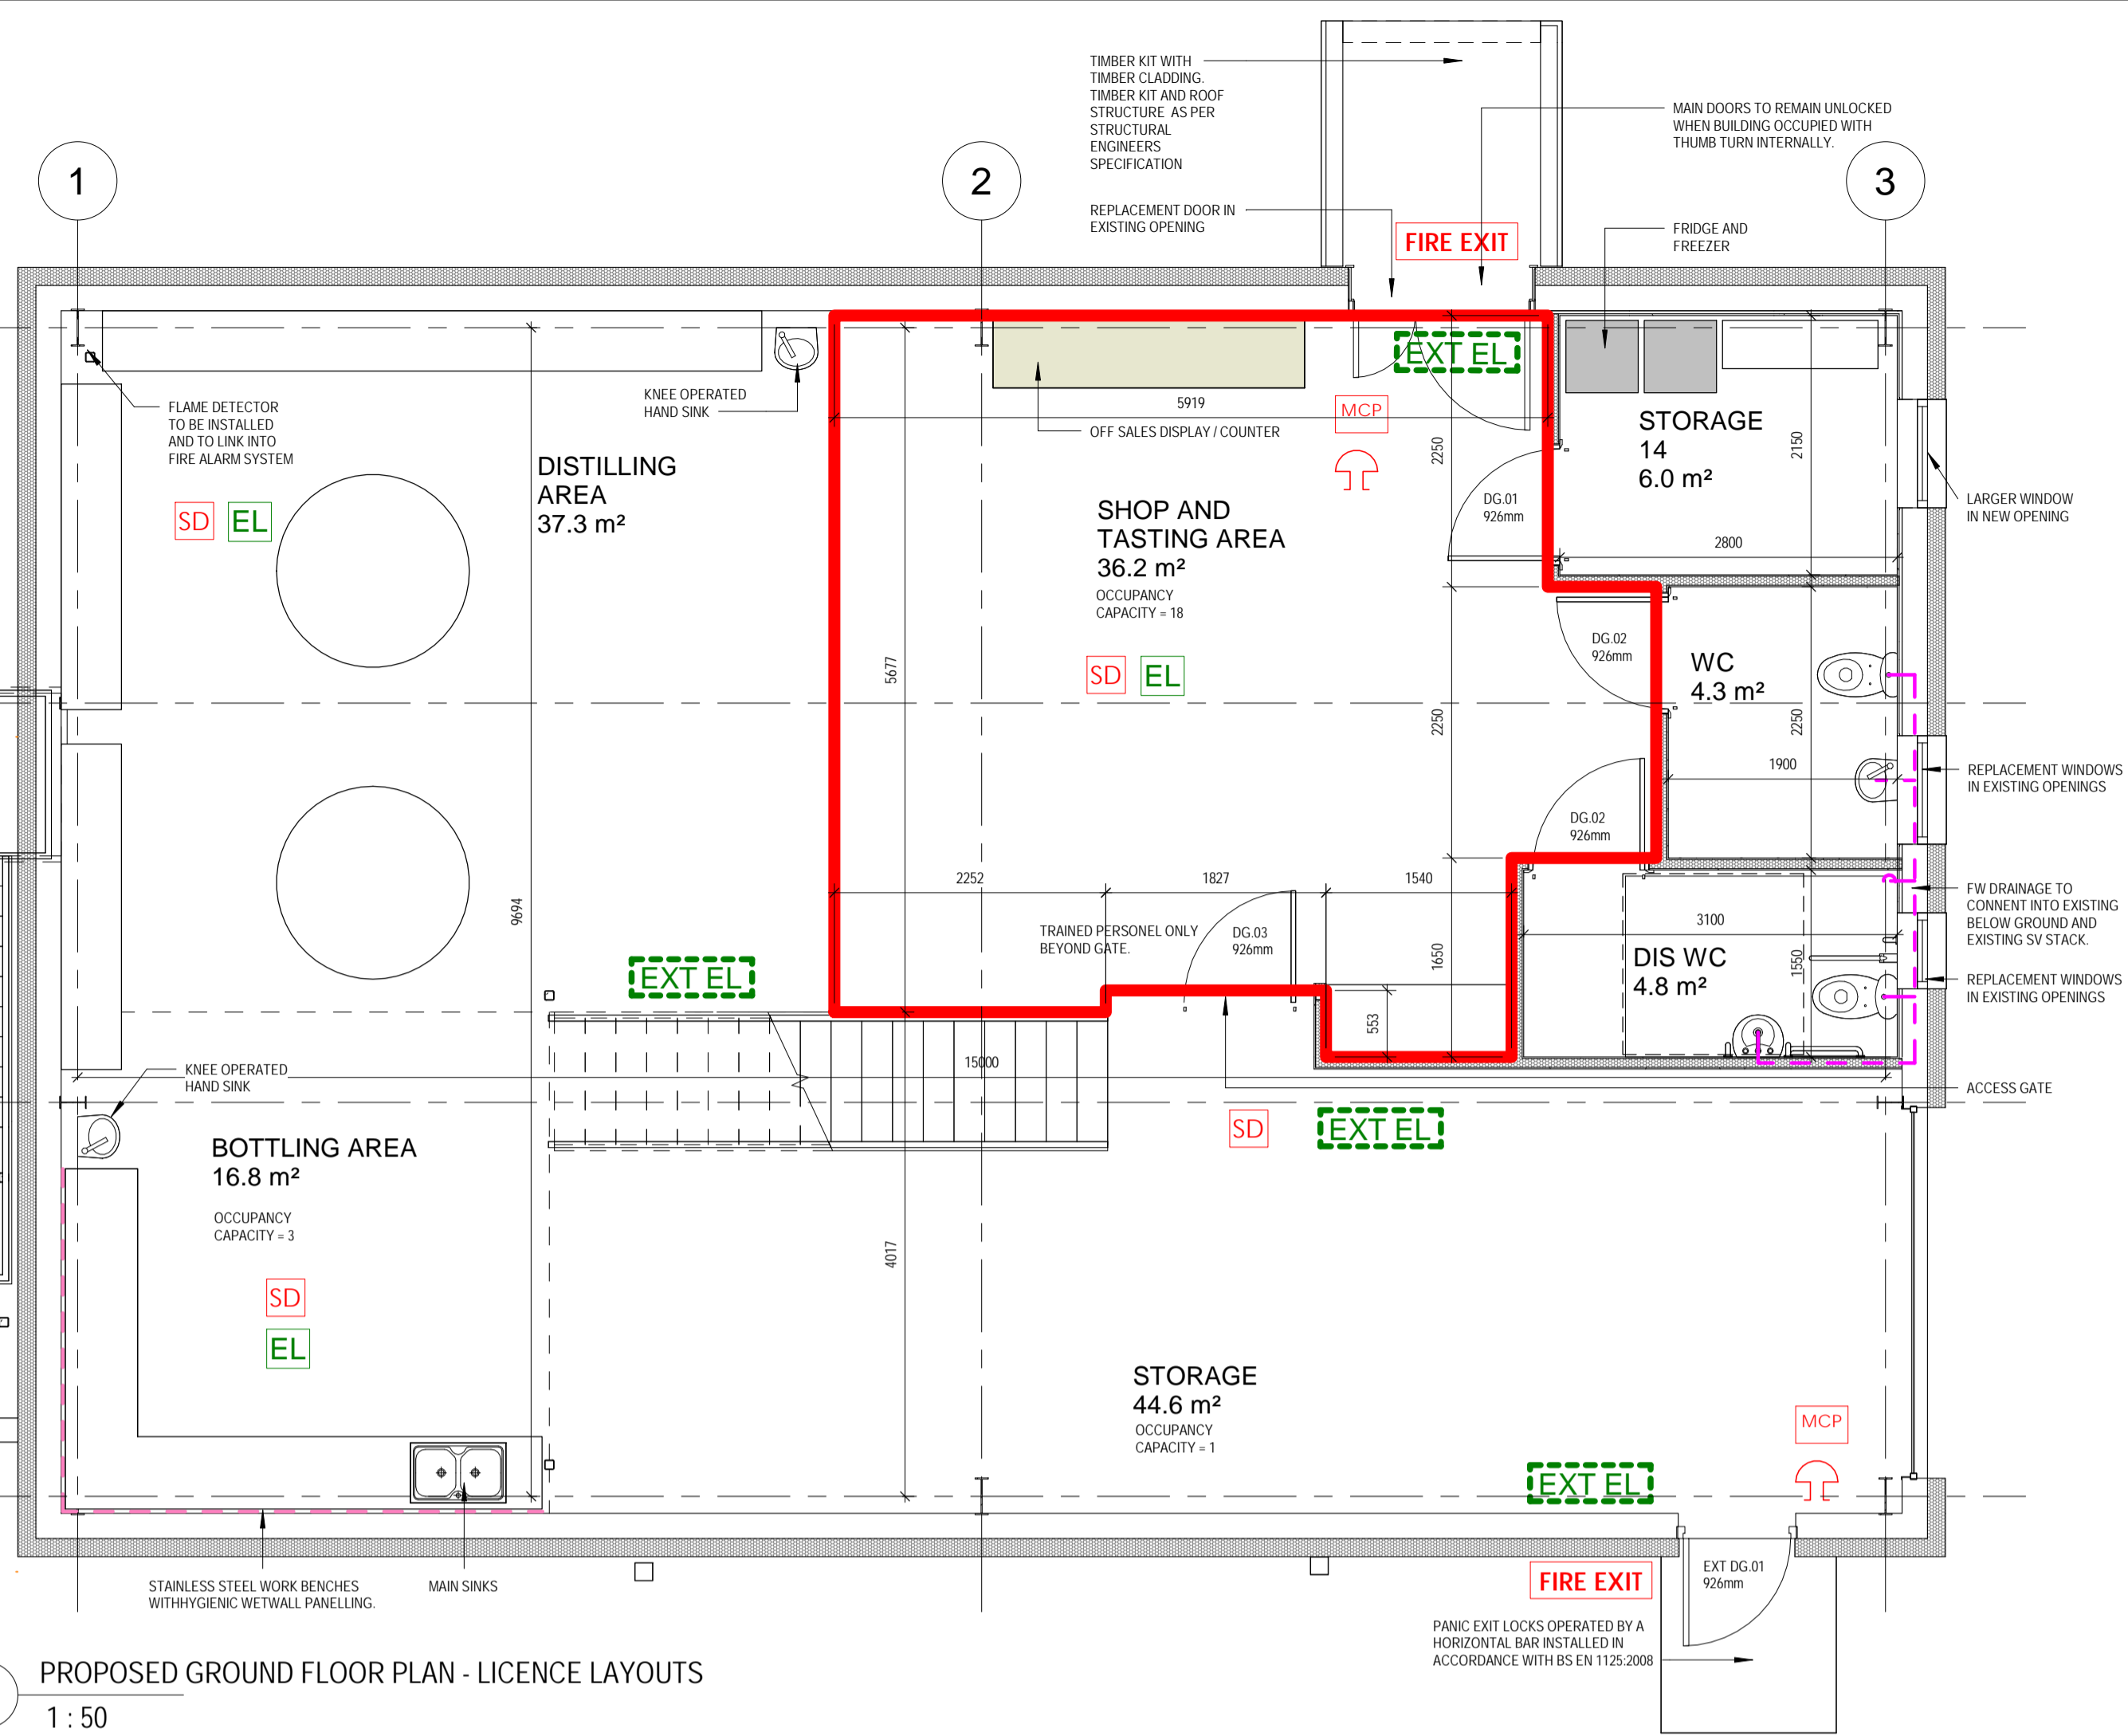 TIMBER KIT WITH
TIMBER CLADDING.
TIMBER KIT AND ROOF
STRUCTURE AS PER
STRUCTURAL
ENGINEERS
SPECIFICATION
MAIN DOORS TO REMAIN UNLOCKED
WHEN BUILDING OCCUPIED WITH
THUMB TURN INTERNALLY.
1
2
3
REPLACEMENT DOOR IN
EXISTING OPENING
FIRE EXIT
FRIDGE AND
FREEZER
EXT EL
KNEE OPERATED
HAND SINK
FLAME DETECTOR
TO BE INSTALLED
AND TO LINK INTO
FIRE ALARM SYSTEM
5919
MCP
OFF SALES DISPLAY / COUNTER
2250
STORAGE
14
6.0 m²
2150
2800
LARGER WINDOW
IN NEW OPENING
DISTILLING
AREA
37.3 m²
SD
EL
SHOP AND
TASTING AREA
36.2 m²
OCCUPANCY
CAPACITY = 18
DG.01
926mm
SD
EL
5677
DG.02
926mm
WC
4.3 m²
2250
2250
1900
REPLACEMENT WINDOWS
IN EXISTING OPENINGS
DG.02
926mm
9694
2252
1827
1540
TRAINED PERSONEL ONLY
BEYOND GATE.
DG.03
926mm
1650
3100
DIS WC
4.8 m²
1550
FW DRAINAGE TO
CONNENT INTO EXISTING
BELOW GROUND AND
EXISTING SV STACK.
REPLACEMENT WINDOWS
IN EXISTING OPENINGS
EXT EL
553
15000
KNEE OPERATED
HAND SINK
ACCESS GATE
SD
EXT EL
BOTTLING AREA
16.8 m²
OCCUPANCY
CAPACITY = 3
SD
EL
4017
STORAGE
44.6 m²
OCCUPANCY
CAPACITY = 1
MCP
EXT EL
STAINLESS STEEL WORK BENCHES
WITHHYGIENIC WETWALL PANELLING.
MAIN SINKS
FIRE EXIT
EXT DG.01
926mm
PANIC EXIT LOCKS OPERATED BY A
HORIZONTAL BAR INSTALLED IN
ACCORDANCE WITH BS EN 1125:2008
PROPOSED GROUND FLOOR PLAN - LICENCE LAYOUTS
1 : 50